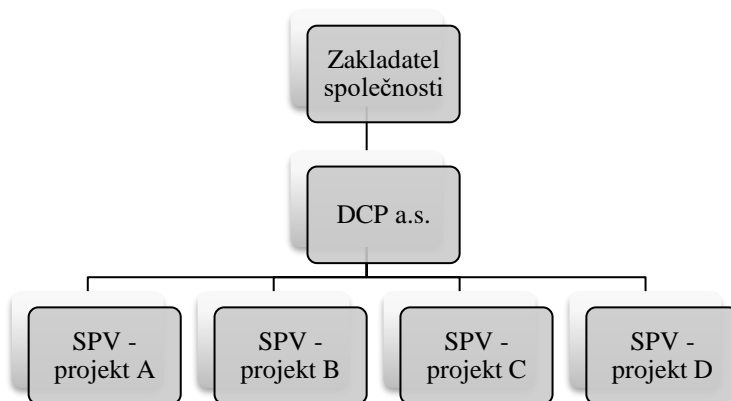 Zakladatel
společnosti
DCP a.s.
SPV -
projekt A
SPV -
projekt B
SPV -
projekt C
SPV -
projekt D